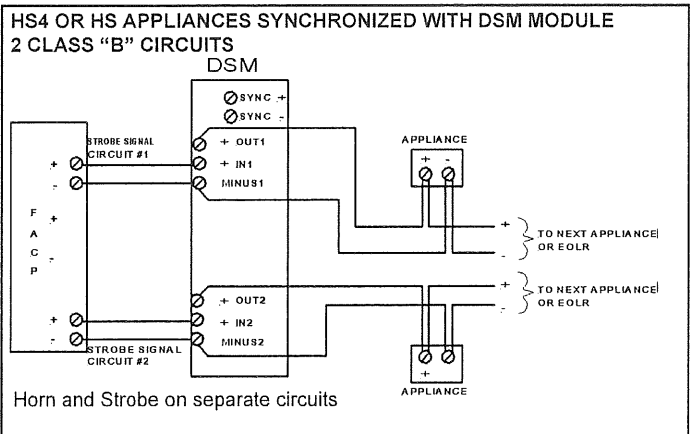 HS4 OR HS APPLIANCES SYNCHRONIZED WITH DSM MODULE
2 CLASS “B” CIRCUITS
DSM
SYNC +
SYNC -
STROBE SIGNAL
CIRCUIT #1
+ OUT1
+ IN1
MINUS1
APPLIANCE
+ -
+
-
FACP
+
-
+
-
TO NEXT APPLIANCE
OR EOLR
+
-
TO NEXT APPLIANCE
OR EOLR
+
-
+ OUT2
+ IN2
MINUS2
+
-
STROBE SIGNAL
CIRCUIT #2
+
APPLIANCE
Horn and Strobe on separate circuits